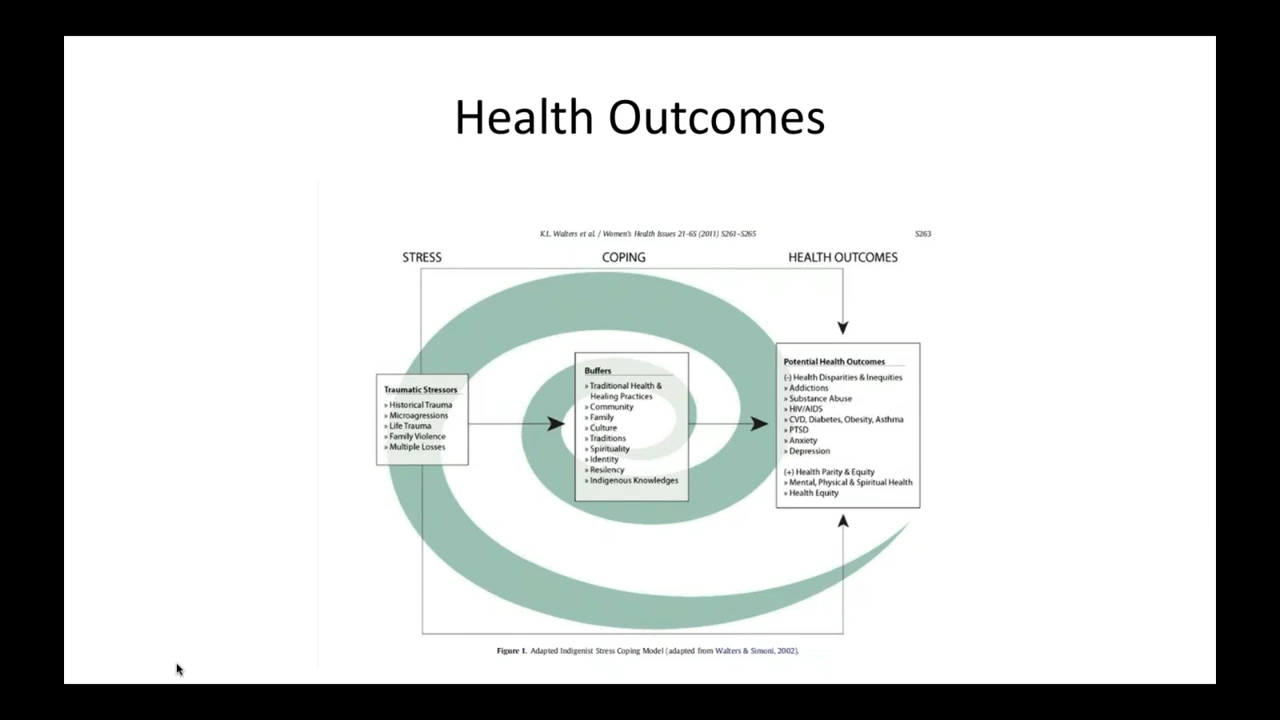 Health Outcomes
K.L. Walters et al. / Women's Health Issues 21-6S (2011) S261–S265
S263
STRESS
COPING
HEALTH OUTCOMES
Traumatic Stressors
» Historical Trauma
» Microagressions
» Life Trauma
» Family Violence
» Multiple Losses
Buffers
» Traditional Health &
Healing Practices
» Community
» Family
» Culture
» Traditions
» Spirituality
» Identity
» Resilency
» Indigenous Knowledges
Potential Health Outcomes
(-) Health Disparities & Inequities
» Addictions
» Substance Abuse
» HIV/AIDS
» CVD, Diabetes, Obesity, Asthma
» PTSD
» Anxiety
» Depression
(+) Health Parity & Equity
» Mental, Physical & Spiritual Health
» Health Equity
Figure 1. Adapted Indigenist Stress Coping Model (adapted from Walters & Simoni, 2002).